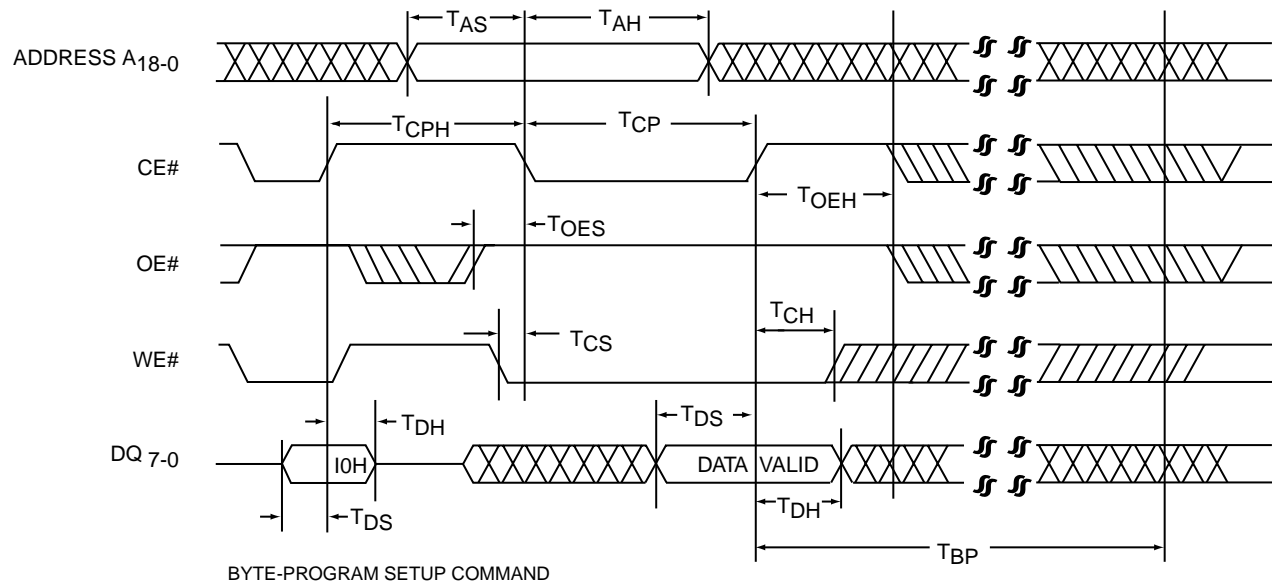 TAS TAH
ADDRESS A18-0
TCPH TCP
CE#
TOEH
TOES
OE#
TCH
TCS
WE#
TDH TDS
DQ 7-0 I0H DATA VALID
TDS TDH
TBP
BYTE-PROGRAM SETUP COMMAND